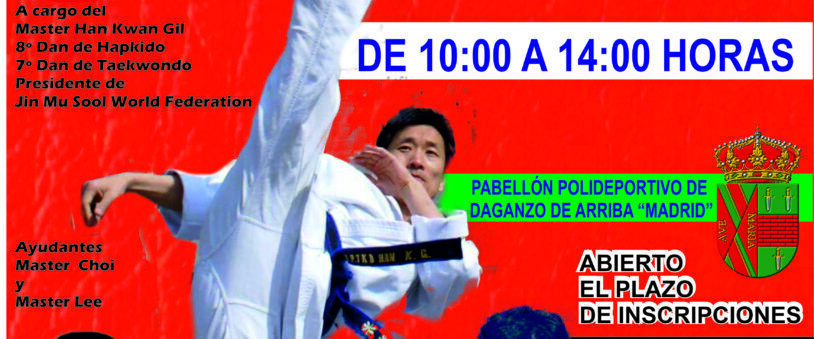 A cargo del
Master Han Kwan Gil
8º Dan de Hapkido
7º Dan de Taekwondo
Presidente de
Jin Mu Sool World Federation
DE 10:00 A 14:00 HORAS
PABELLÓN POLIDEPORTIVO DE
DAGANZO DE ARRIBA “MADRID”
AVE
MARIA
HAN K. G.
Ayudantes
Master Choi
y
Master Lee
ABIERTO
EL PLAZO
DE INSCRIPCIONES